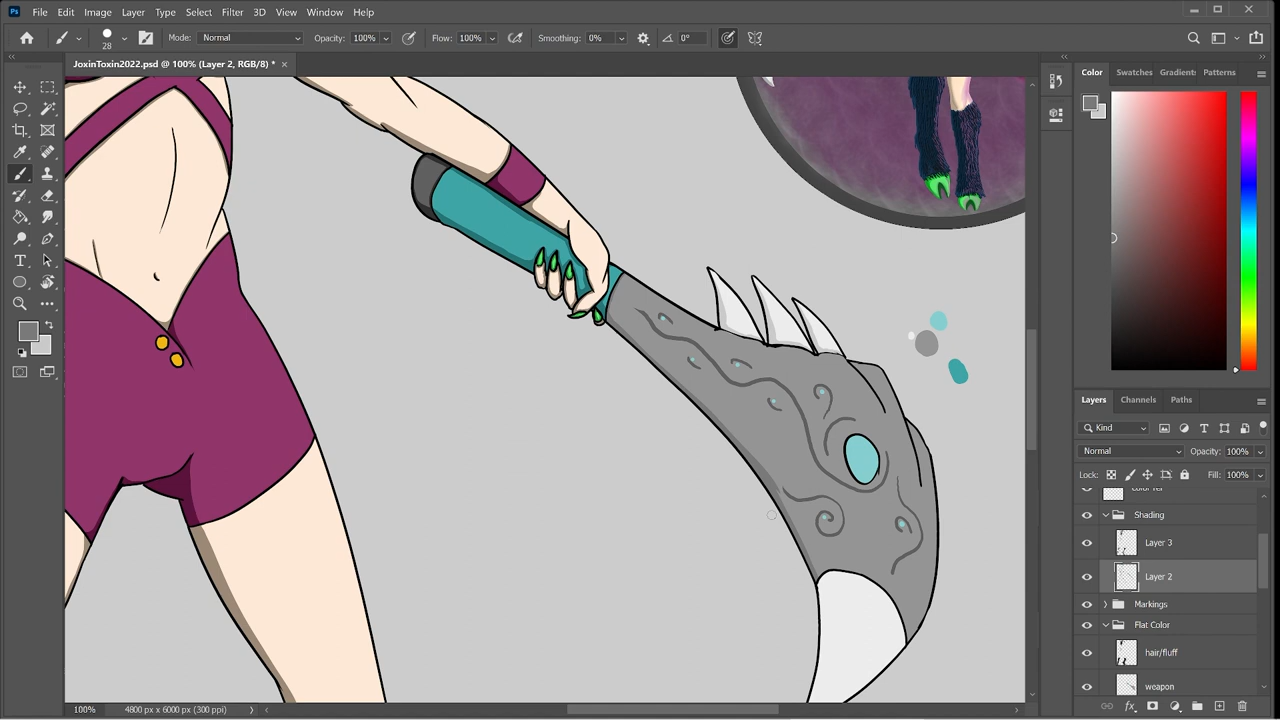 Ps File Edit Image Layer Type Select Filter 3D View Window Help
28 Mode: Normal Opacity: 100% Flow: 100% Smoothing: 0% 0°
JoxinToxin2022.psd @ 100% (Layer 2, RGB/8) *
Color Swatches Gradient: Patterns
Layers Channels Paths
Kind
Normal Opacity: 100%
Lock: Fill: 100%
Shading
Layer 3
Layer 2
Markings
Flat Color
hair/fluff
weapon
fx
100% 4800 px x 6000 px (300 ppi)